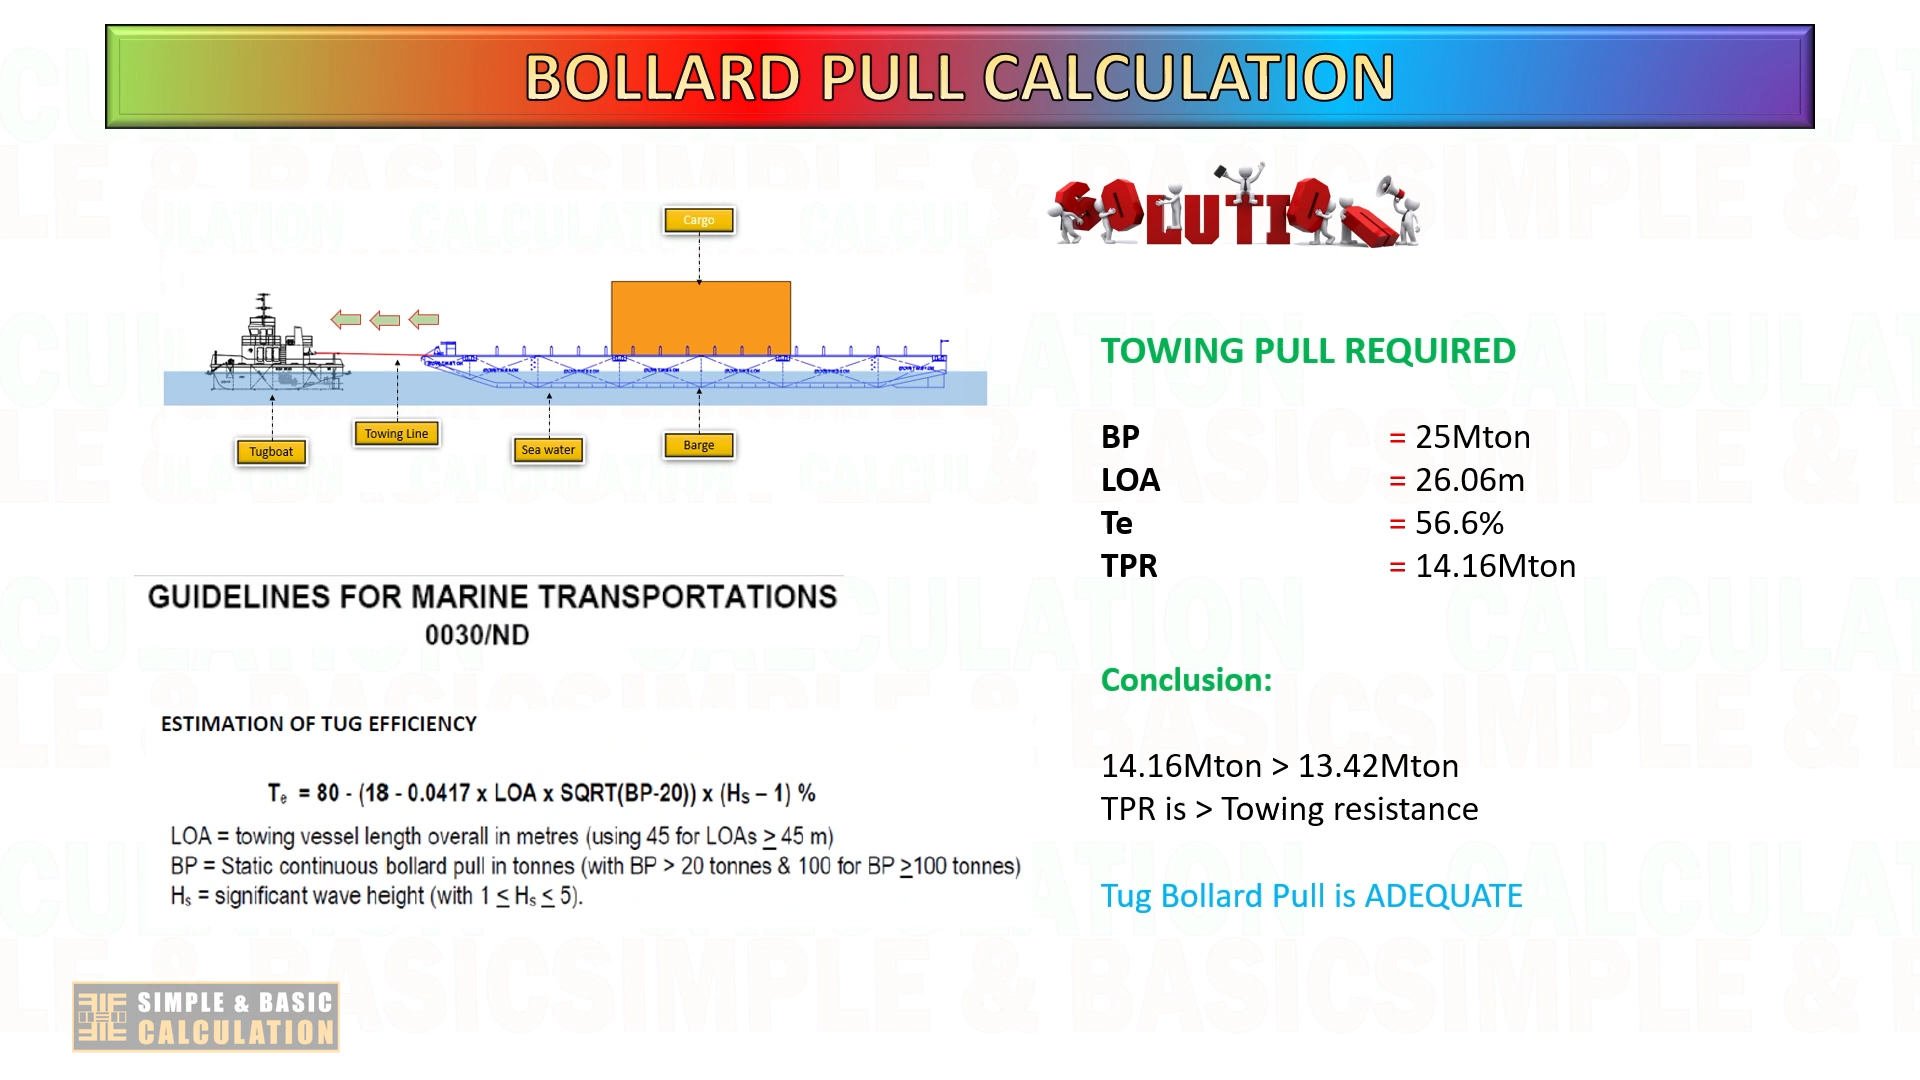 BOLLARD PULL CALCULATION
SOLUTION
Cargo
Towing Line
Tugboat
Sea water
Barge
TOWING PULL REQUIRED
BP = 25Mton
LOA = 26.06m
Te = 56.6%
TPR = 14.16Mton
GUIDELINES FOR MARINE TRANSPORTATIONS
0030/ND
ESTIMATION OF TUG EFFICIENCY
Te = 80 - (18 - 0.0417 x LOA x SQRT(BP-20)) x (Hs – 1) %
LOA = towing vessel length overall in metres (using 45 for LOAs ≥ 45 m)
BP = Static continuous bollard pull in tonnes (with BP > 20 tonnes & 100 for BP ≥100 tonnes)
Hs = significant wave height (with 1 ≤ Hs ≤ 5).
Conclusion:
14.16Mton > 13.42Mton
TPR is > Towing resistance
Tug Bollard Pull is ADEQUATE
SIMPLE & BASIC
CALCULATION